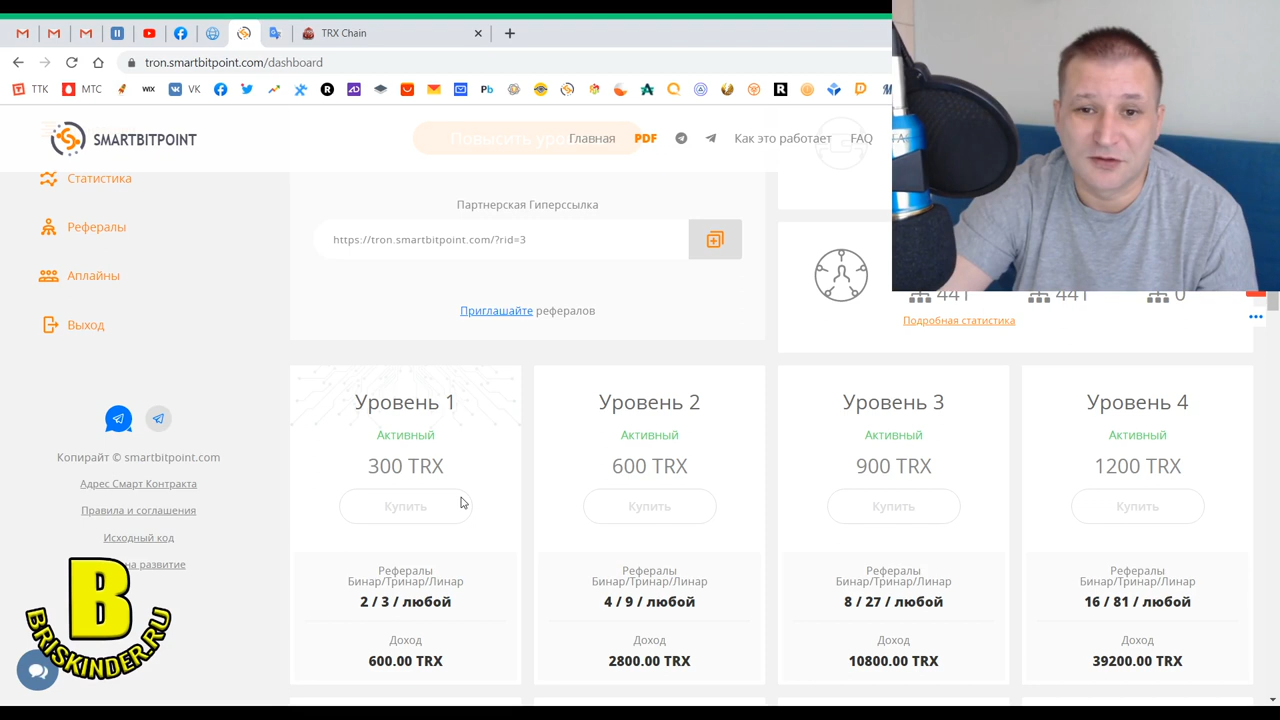 TRX Chain
tron.smartbitpoint.com/dashboard
ТТК
МТС
WIX
VK
Pb
SMARTBITPOINT
Повысить уро
Главная
PDF
Как это работает
FAQ
Статистика
Рефералы
Аплайны
Выход
Партнерская Гиперссылка
https://tron.smartbitpoint.com/?rid=3
Приглашайте рефералов
441
441
0
Подробная статистика
Копирайт © smartbitpoint.com
Адрес Смарт Контракта
Правила и соглашения
Исходный код
на развитие
Уровень 1
Активный
300 TRX
Купить
Рефералы
Бинар/Тринар/Линар
2 / 3 / любой
Доход
600.00 TRX
Уровень 2
Активный
600 TRX
Купить
Рефералы
Бинар/Тринар/Линар
4 / 9 / любой
Доход
2800.00 TRX
Уровень 3
Активный
900 TRX
Купить
Рефералы
Бинар/Тринар/Линар
8 / 27 / любой
Доход
10800.00 TRX
Уровень 4
Активный
1200 TRX
Купить
Рефералы
Бинар/Тринар/Линар
16 / 81 / любой
Доход
39200.00 TRX
B
BRISKINDER.RU